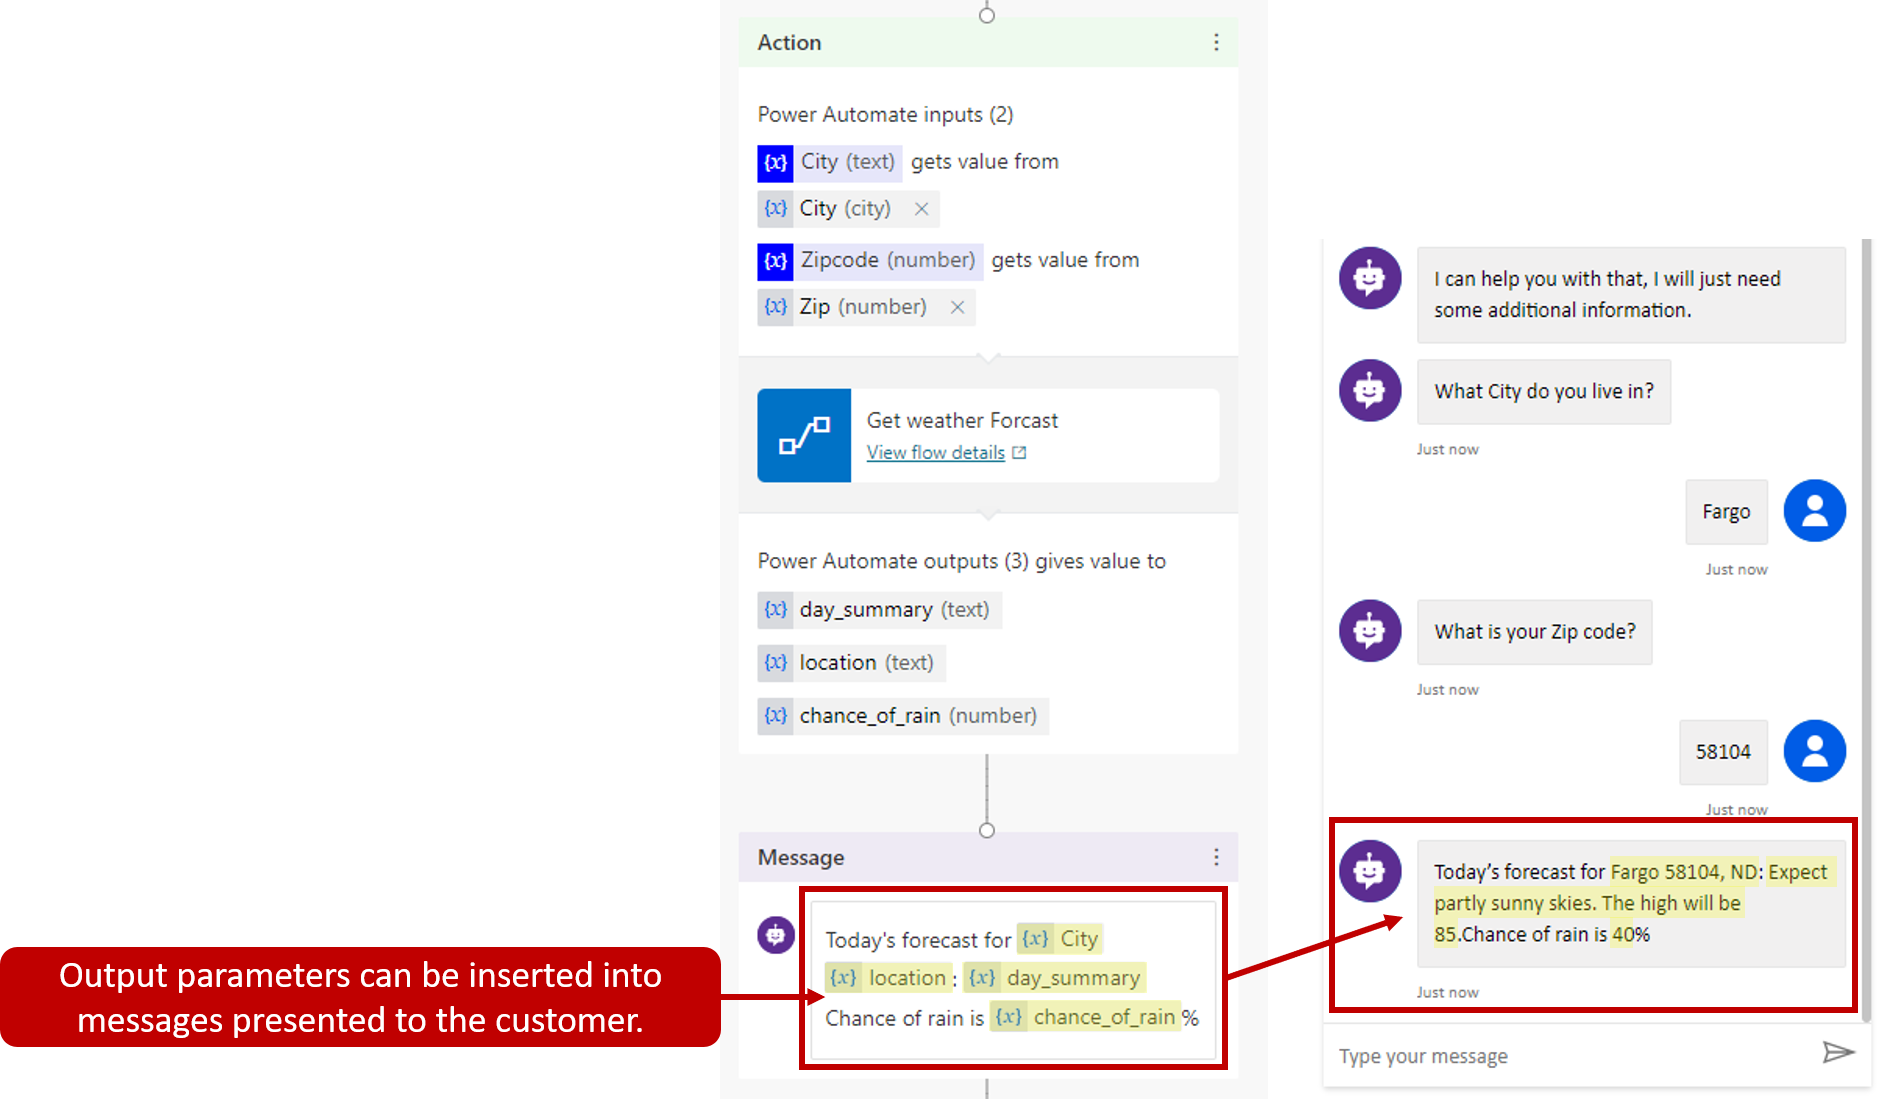 Action
Power Automate inputs (2)
{x} City (text) gets value from
{x} City (city) ×
{x} Zipcode (number) gets value from
{x} Zip (number) ×
Get weather Forcast
View flow details
Power Automate outputs (3) gives value to
{x} day_summary (text)
{x} location (text)
{x} chance_of_rain (number)
Message
Today's forecast for {x} City
{x} location : {x} day_summary
Chance of rain is {x} chance_of_rain %
Output parameters can be inserted into
messages presented to the customer.
I can help you with that, I will just need
some additional information.
What City do you live in?
Just now
Fargo
Just now
What is your Zip code?
Just now
58104
Just now
Today’s forecast for Fargo 58104, ND: Expect
partly sunny skies. The high will be
85.Chance of rain is 40%
Just now
Type your message